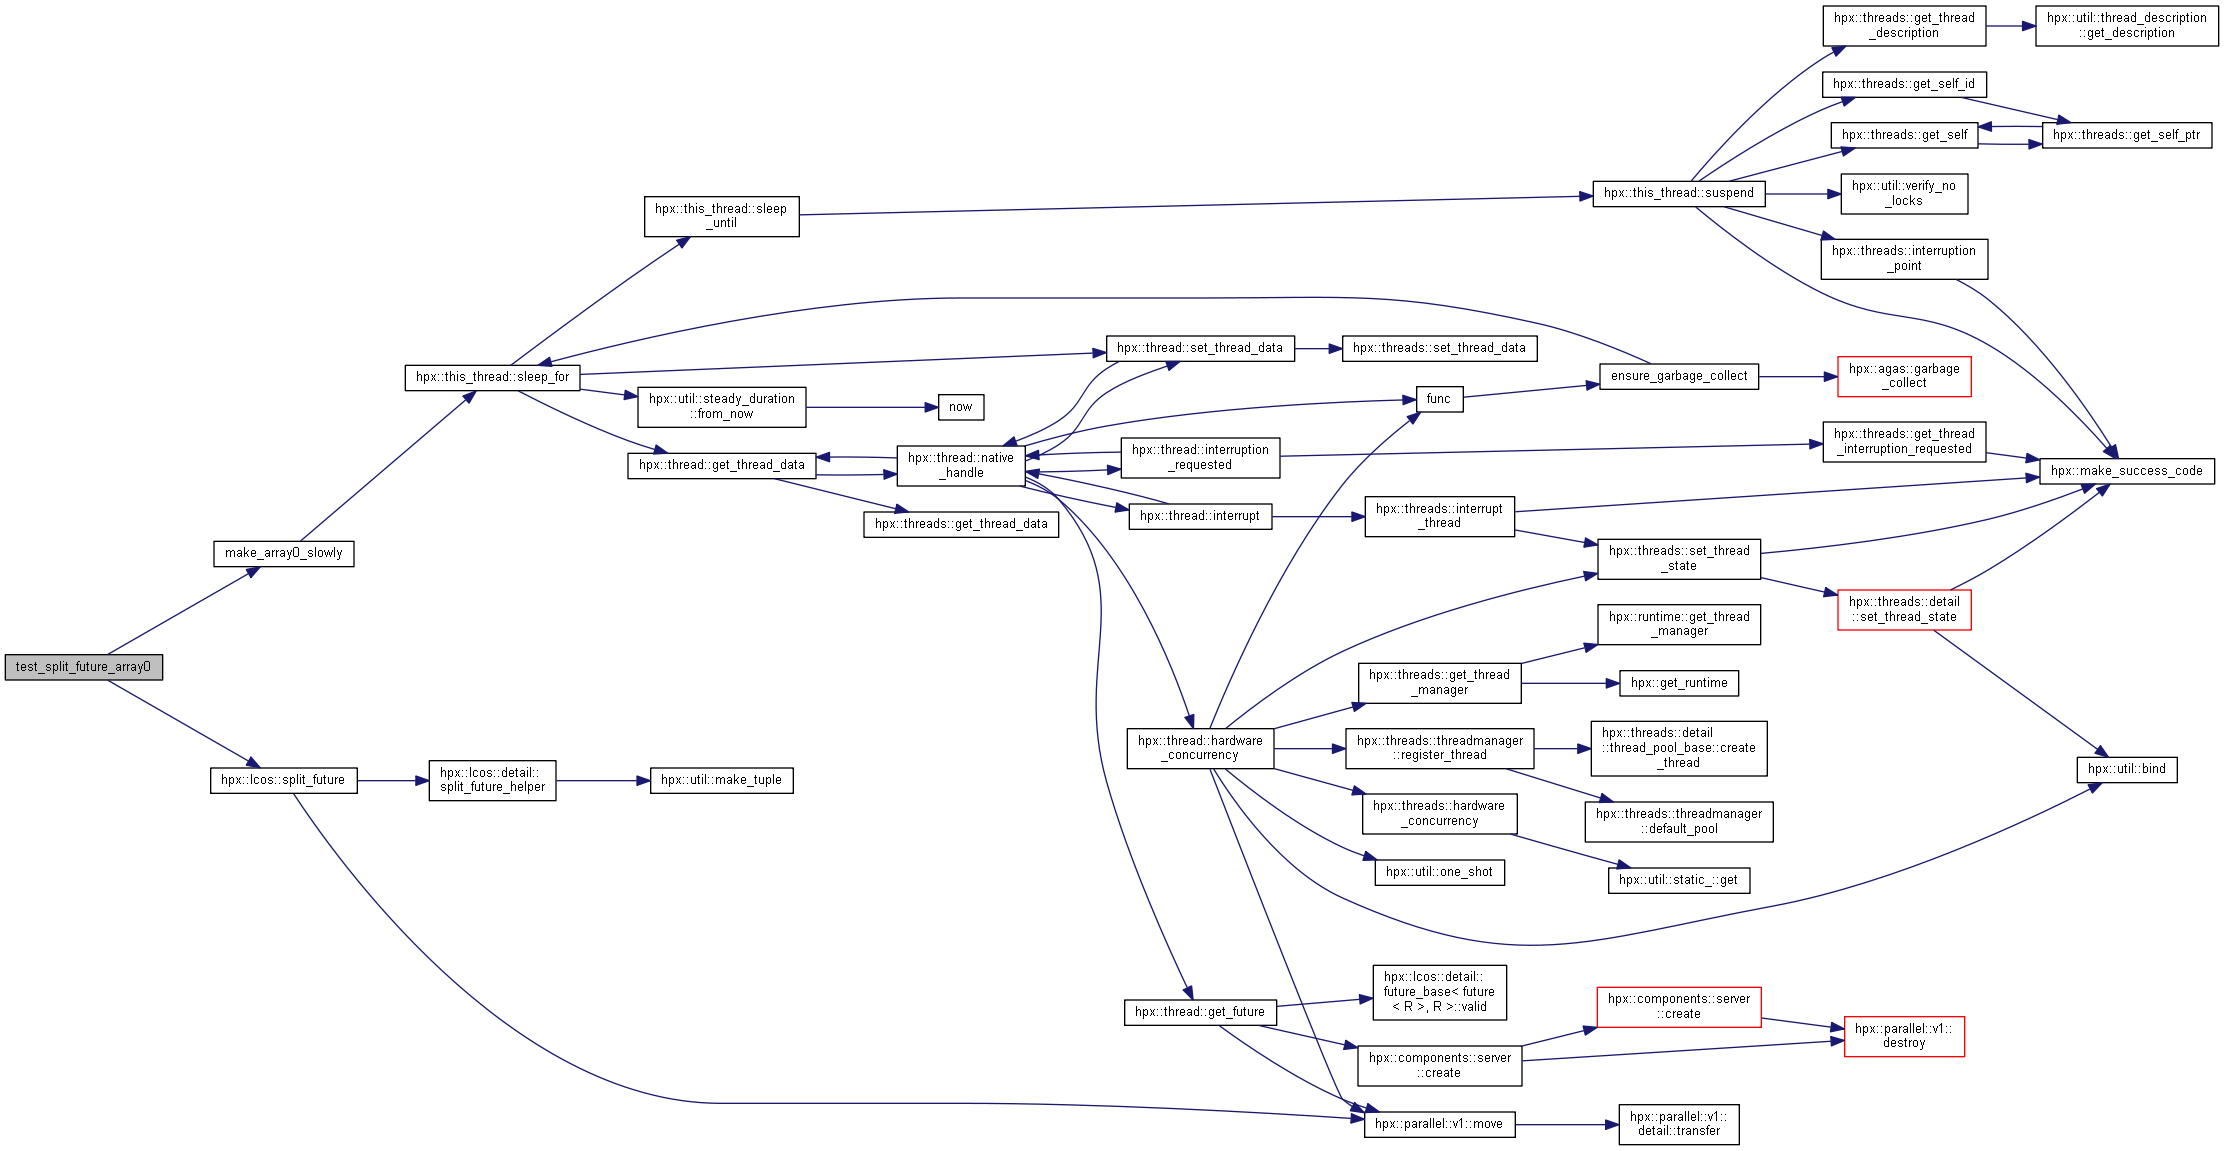 test_split_future_array0
make_array0_slowly
hpx::lcos::split_future
hpx::this_thread::sleep_for
hpx::lcos::detail::
split_future_helper
hpx::this_thread::sleep
_until
hpx::util::steady_duration
::from_now
hpx::thread::get_thread_data
hpx::util::make_tuple
now
hpx::thread::native
_handle
hpx::threads::get_thread_data
hpx::thread::set_thread_data
hpx::thread::interruption
_requested
hpx::thread::interrupt
hpx::thread::hardware
_concurrency
hpx::thread::get_future
hpx::threads::set_thread_data
func
hpx::threads::interrupt
_thread
hpx::threads::get_thread
_manager
hpx::threads::threadmanager
::register_thread
hpx::threads::hardware
_concurrency
hpx::util::one_shot
hpx::lcos::detail::
future_base< future
< R >, R >::valid
hpx::components::server
::create
hpx::parallel::v1::move
hpx::this_thread::suspend
ensure_garbage_collect
hpx::threads::set_thread
_state
hpx::runtime::get_thread
_manager
hpx::get_runtime
hpx::threads::detail
::thread_pool_base::create
_thread
hpx::threads::threadmanager
::default_pool
hpx::util::static_::get
hpx::components::server
::create
hpx::parallel::v1::
detail::transfer
hpx::threads::get_thread
_description
hpx::threads::get_self_id
hpx::threads::get_self
hpx::util::verify_no
_locks
hpx::threads::interruption
_point
hpx::agas::garbage
_collect
hpx::threads::get_thread
_interruption_requested
hpx::threads::detail
::set_thread_state
hpx::parallel::v1::
destroy
hpx::util::thread_description
::get_description
hpx::threads::get_self_ptr
hpx::make_success_code
hpx::util::bind